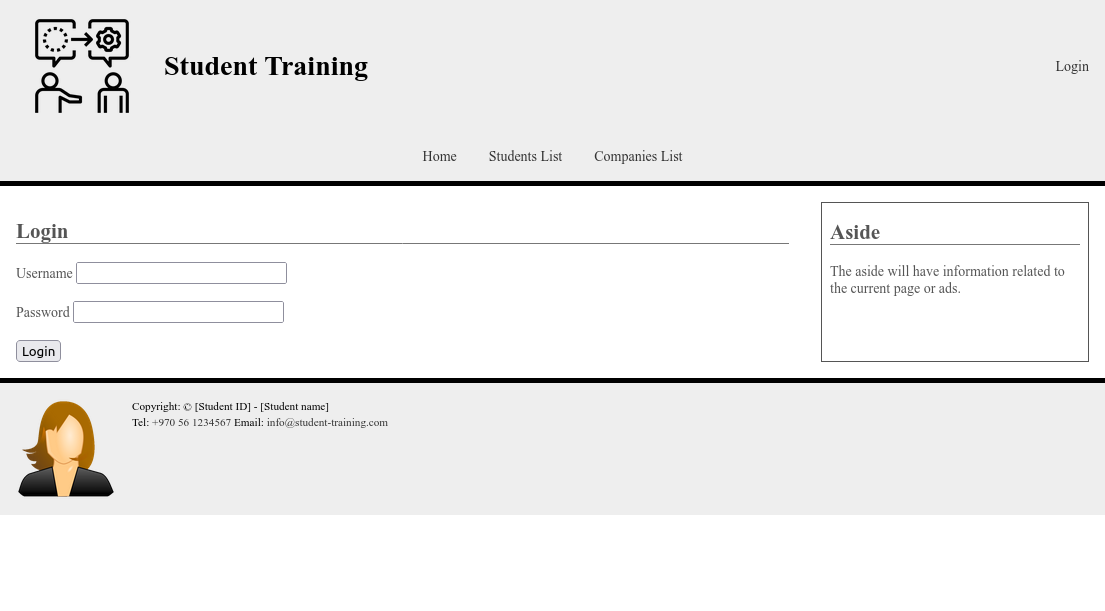 Student Training
Login
Home Students List Companies List
Login
Username
Password
Login
Aside
The aside will have information related to
the current page or ads.
Copyright: © [Student ID] - [Student name]
Tel: +970 56 1234567 Email: info@student-training.com